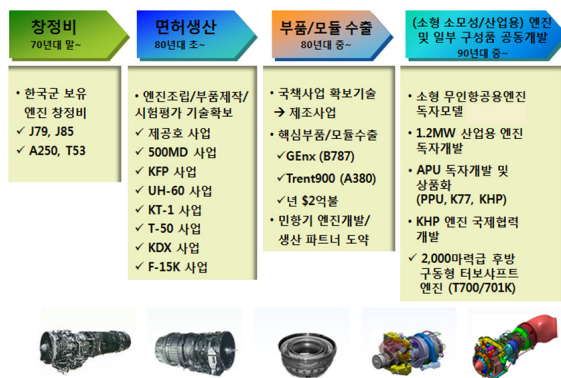 창정비
70년대 말~
• 한국군 보유
엔진 창정비
✓ J79, J85
✓ A250, T53
면허생산
80년대 초~
• 엔진조립/부품제작/
시험평가 기술확보
✓ 제공호 사업
✓ 500MD 사업
✓ KFP 사업
✓ UH-60 사업
✓ KT-1 사업
✓ T-50 사업
✓ KDX 사업
✓ F-15K 사업
부품/모듈 수출
80년대 중~
• 국책사업 확보기술
→ 제조사업
• 핵심부품/모듈수출
✓GEnx (B787)
✓Trent900 (A380)
✓년 $2억불
• 민항기 엔진개발/
생산 파트너 도약
(소형 소모성/산업용) 엔진
및 일부 구성품 공동개발
90년대 중~
• 소형 무인항공용엔진
독자모델
• 1.2MW 산업용 엔진
독자개발
• APU 독자개발 및
상품화
(PPU, K77, KHP)
• KHP 엔진 국제협력
개발
✓ 2,000마력급 후방
구동형 터보샤프트
엔진 (T700/701K)